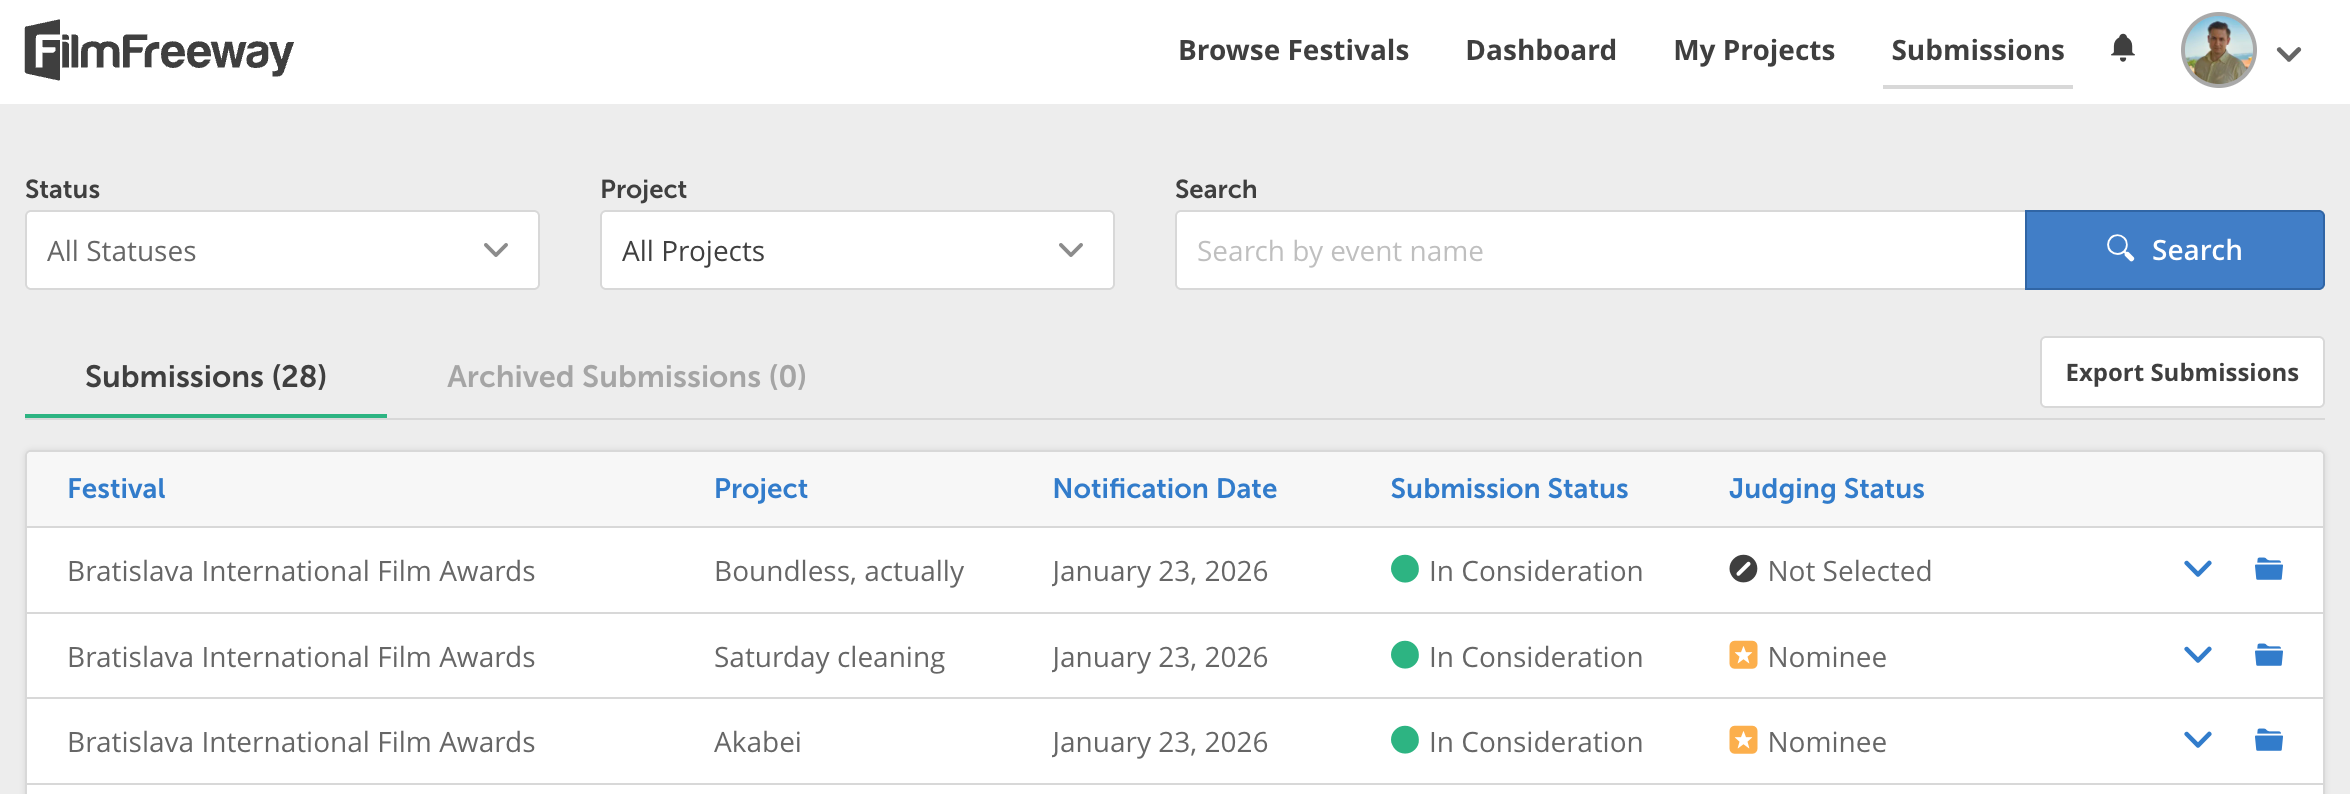 FilmFreeway
Browse Festivals Dashboard My Projects Submissions
Status Project Search
All Statuses All Projects Search by event name Search
Submissions (28) Archived Submissions (0) Export Submissions
Festival Project Notification Date Submission Status Judging Status
Bratislava International Film Awards Boundless, actually January 23, 2026 In Consideration Not Selected
Bratislava International Film Awards Saturday cleaning January 23, 2026 In Consideration Nominee
Bratislava International Film Awards Akabei January 23, 2026 In Consideration Nominee